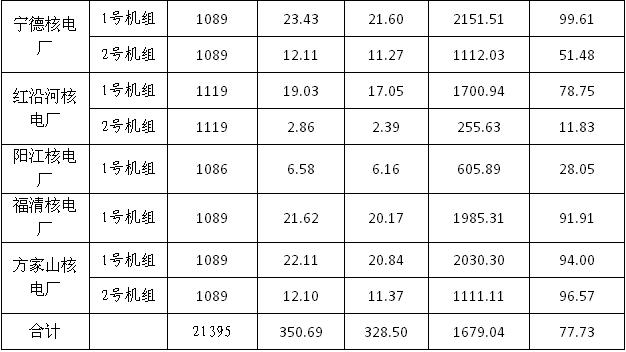 宁德核电厂 1号机组 1089 23.43 21.60 2151.51 99.61
2号机组 1089 12.11 11.27 1112.03 51.48
红沿河核电厂 1号机组 1119 19.03 17.05 1700.94 78.75
2号机组 1119 2.86 2.39 255.63 11.83
阳江核电厂 1号机组 1086 6.58 6.16 605.89 28.05
福清核电厂 1号机组 1089 21.62 20.17 1985.31 91.91
方家山核电厂 1号机组 1089 22.11 20.84 2030.30 94.00
2号机组 1089 12.10 11.37 1111.11 96.57
合计 21395 350.69 328.50 1679.04 77.73